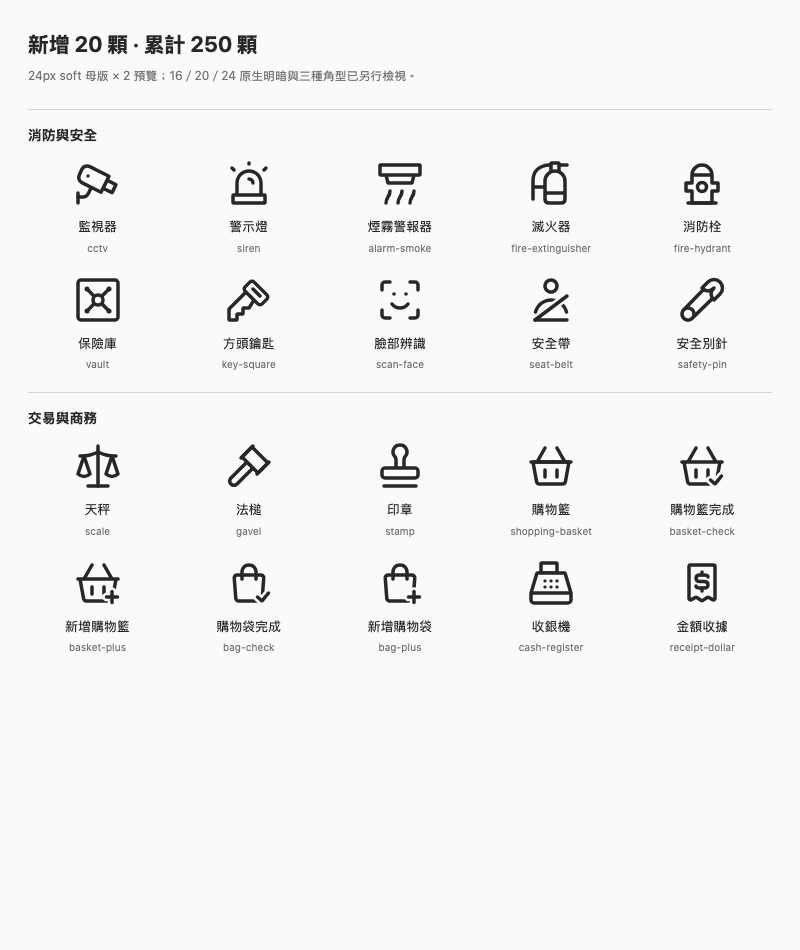 新增 20 顆 · 累計 250 顆
24px soft 母版 × 2 預覽；16 / 20 / 24 原生明暗與三種角型已另行檢視。
消防與安全
監視器 警示燈 煙霧警報器 滅火器 消防栓
cctv siren alarm-smoke fire-extinguisher fire-hydrant
保險庫 方頭鑰匙 臉部辨識 安全帶 安全別針
vault key-square scan-face seat-belt safety-pin
交易與商務
天秤 法槌 印章 購物籃 購物籃完成
scale gavel stamp shopping-basket basket-check
新增購物籃 購物袋完成 新增購物袋 收銀機 金額收據
basket-plus bag-check bag-plus cash-register receipt-dollar